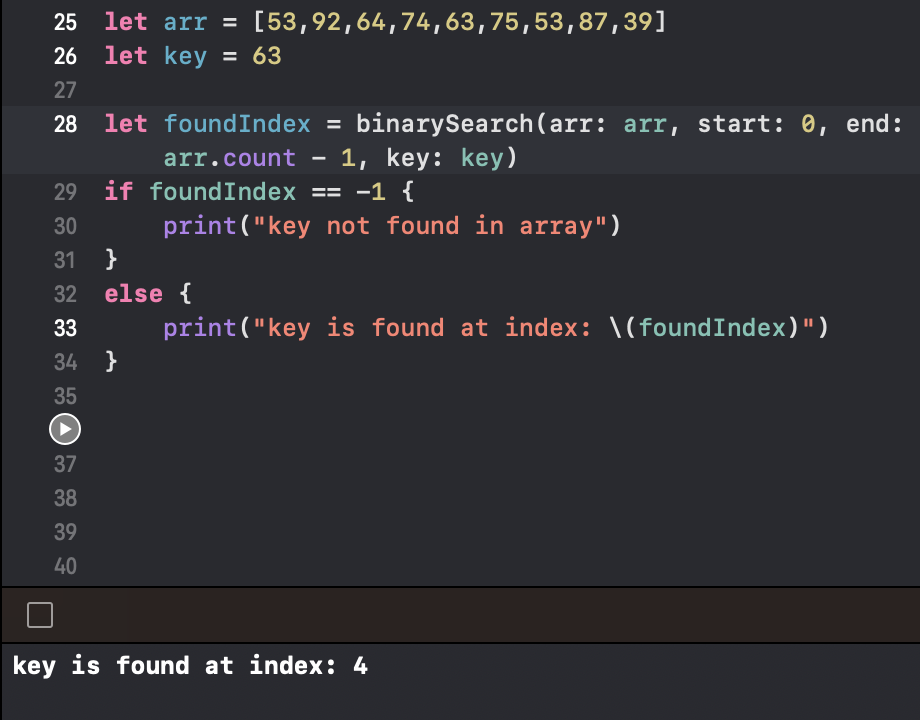 25 let arr = [53,92,64,74,63,75,53,87,39]
26 let key = 63
27
28 let foundIndex = binarySearch(arr: arr, start: 0, end:
arr.count - 1, key: key)
29 if foundIndex == -1 {
30 print("key not found in array")
31 }
32 else {
33 print("key is found at index: \(foundIndex)")
34 }
35
37
38
39
40
key is found at index: 4